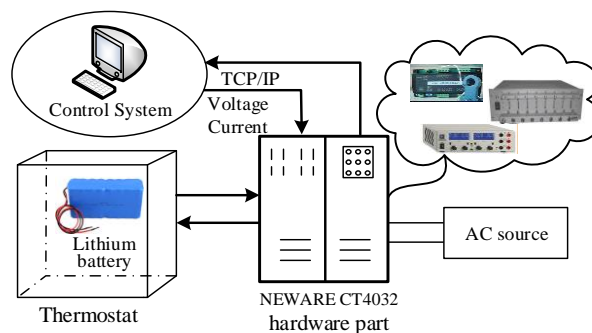 Control System
TCP/IP
Voltage
Current
Lithium
battery
Thermostat
NEWARE CT4032
hardware part
AC source